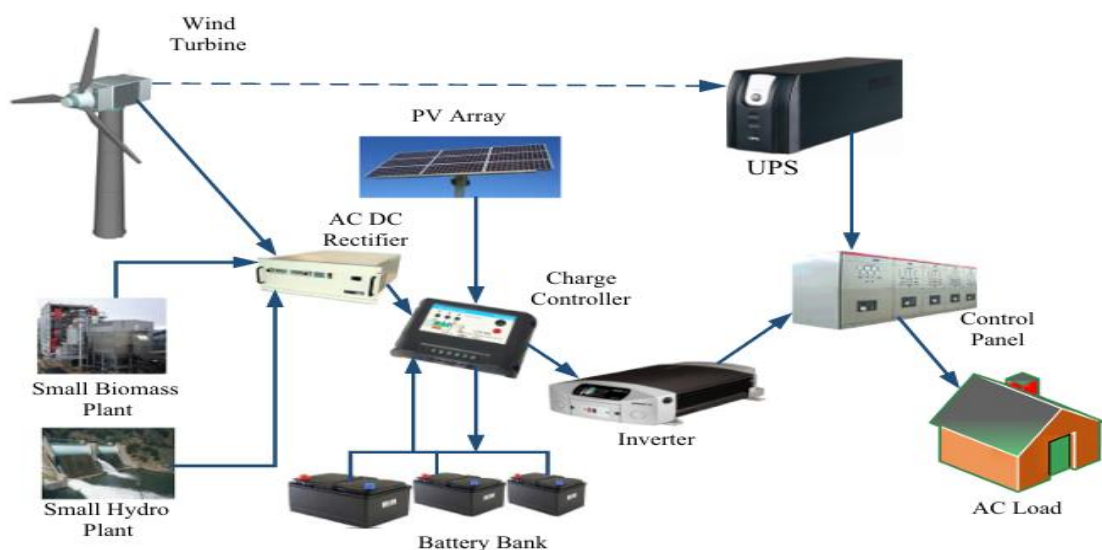 Wind
Turbine
PV Array
UPS
AC DC
Rectifier
Charge
Controller
Control
Panel
Small Biomass
Plant
Inverter
Small Hydro
Plant
AC Load
Battery Bank